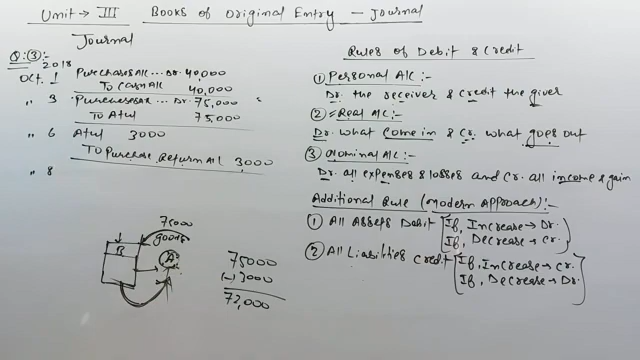 Unit → III Books of Original Entry - Journal
Journal
Q:③:-
2018
Oct. 1 Purchases A/C ... Dr. 40,000
To Cash A/C 40,000
" 3 Purchases A/C ... Dr. 75,000
To Atul 75,000
" 6 Atul 3000
To Purchase Return A/C 3,000
" 8
75000
goods
B
A
75000
(-) 3000
72,000
Rules of Debit & Credit
① Personal A/C :-
Dr. the receiver & credit the giver
② Real A/C :-
Dr. what come in & Cr. what goes out
③ Nominal A/C :-
Dr. all expenses & losses and Cr. all income & gain
Additional Rule (Modern Approach) :-
① All Assets Debit [If, Increase → Dr.
If, Decrease → Cr.]
② All Liabilities Credit [If, Increase → Cr.
If, Decrease → Dr.]